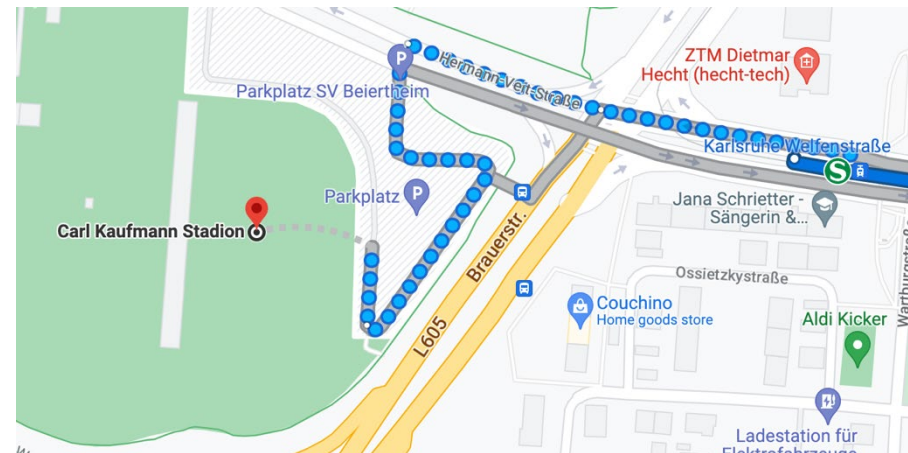 ZTM Dietmar
Hecht (hecht-tech)
P
Hermann-Veit-Straße
Parkplatz SV Beiertheim
Karlsruhe Welfenstraße
S
Parkplatz P
Jana Schrietter -
Sängerin &...
Carl Kaufmann Stadion
Brauerstr.
Ossietzkystraße
Wartburgstraße
Couchino
Home goods store
Aldi Kicker
L605
Ladestation für
Elektrofahrzeuge